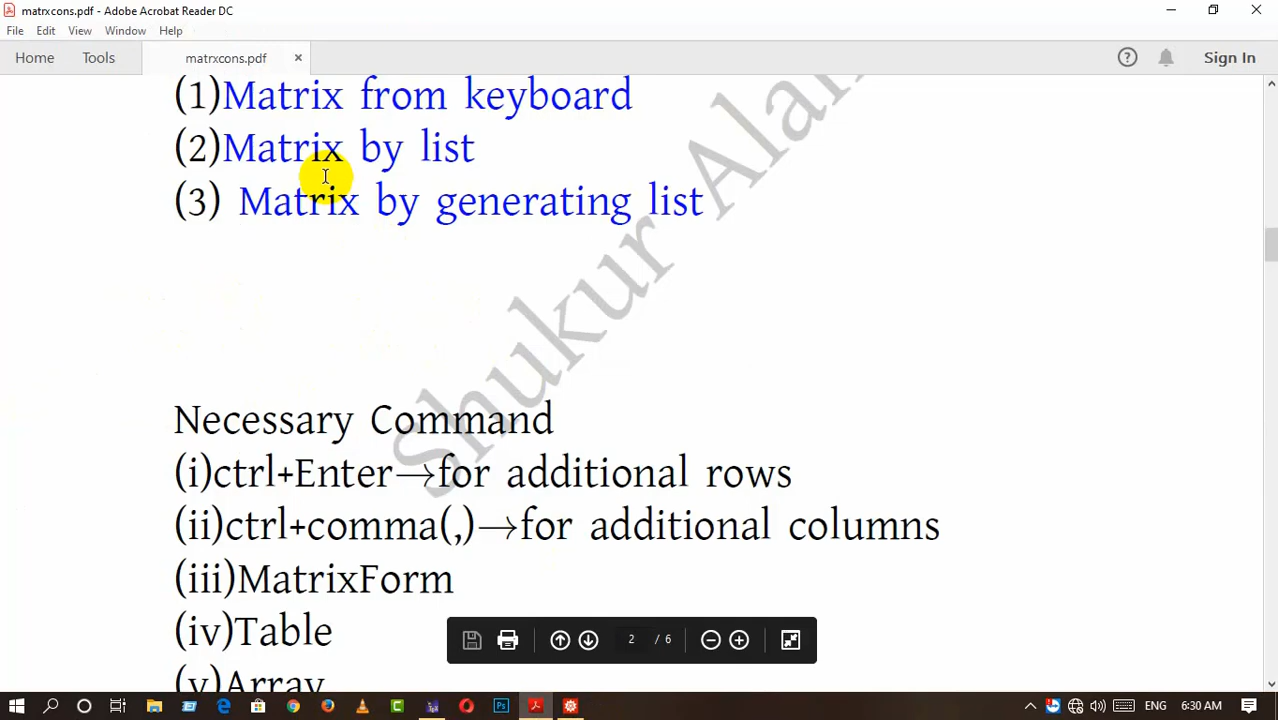 matrxcons.pdf - Adobe Acrobat Reader DC
File Edit View Window Help
Home Tools matrxcons.pdf × Sign In
(1)Matrix from keyboard
(2)Matrix by list
(3) Matrix by generating list
Shukur Alam
Necessary Command
(i)ctrl+Enter→for additional rows
(ii)ctrl+comma(,)→for additional columns
(iii)MatrixForm
(iv)Table
2 / 6
(v)Array
ENG 6:30 AM